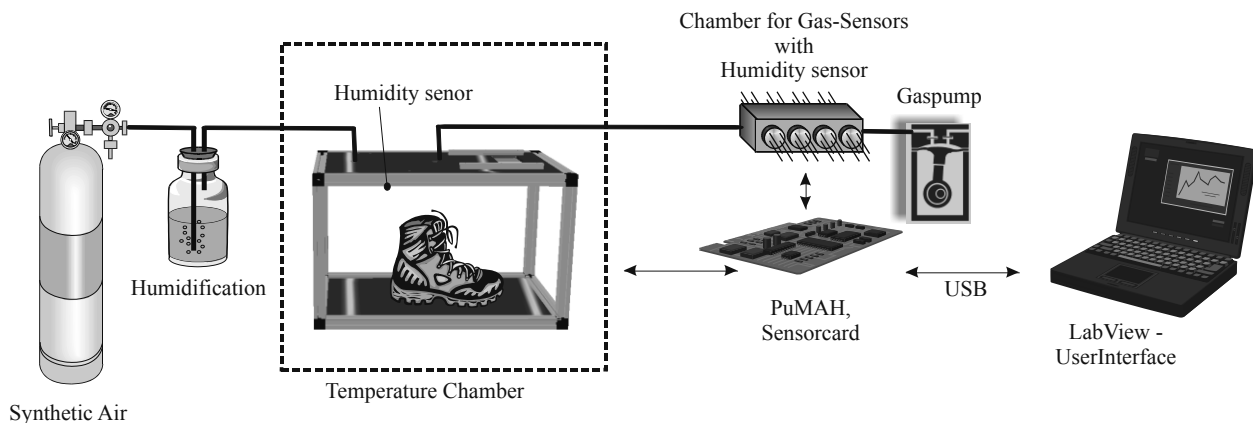 Chamber for Gas-Sensors
with
Humidity sensor
Gaspump
Humidity senor
Humidification
Temperature Chamber
Synthetic Air
PuMAH,
Sensorcard
USB
LabView -
UserInterface